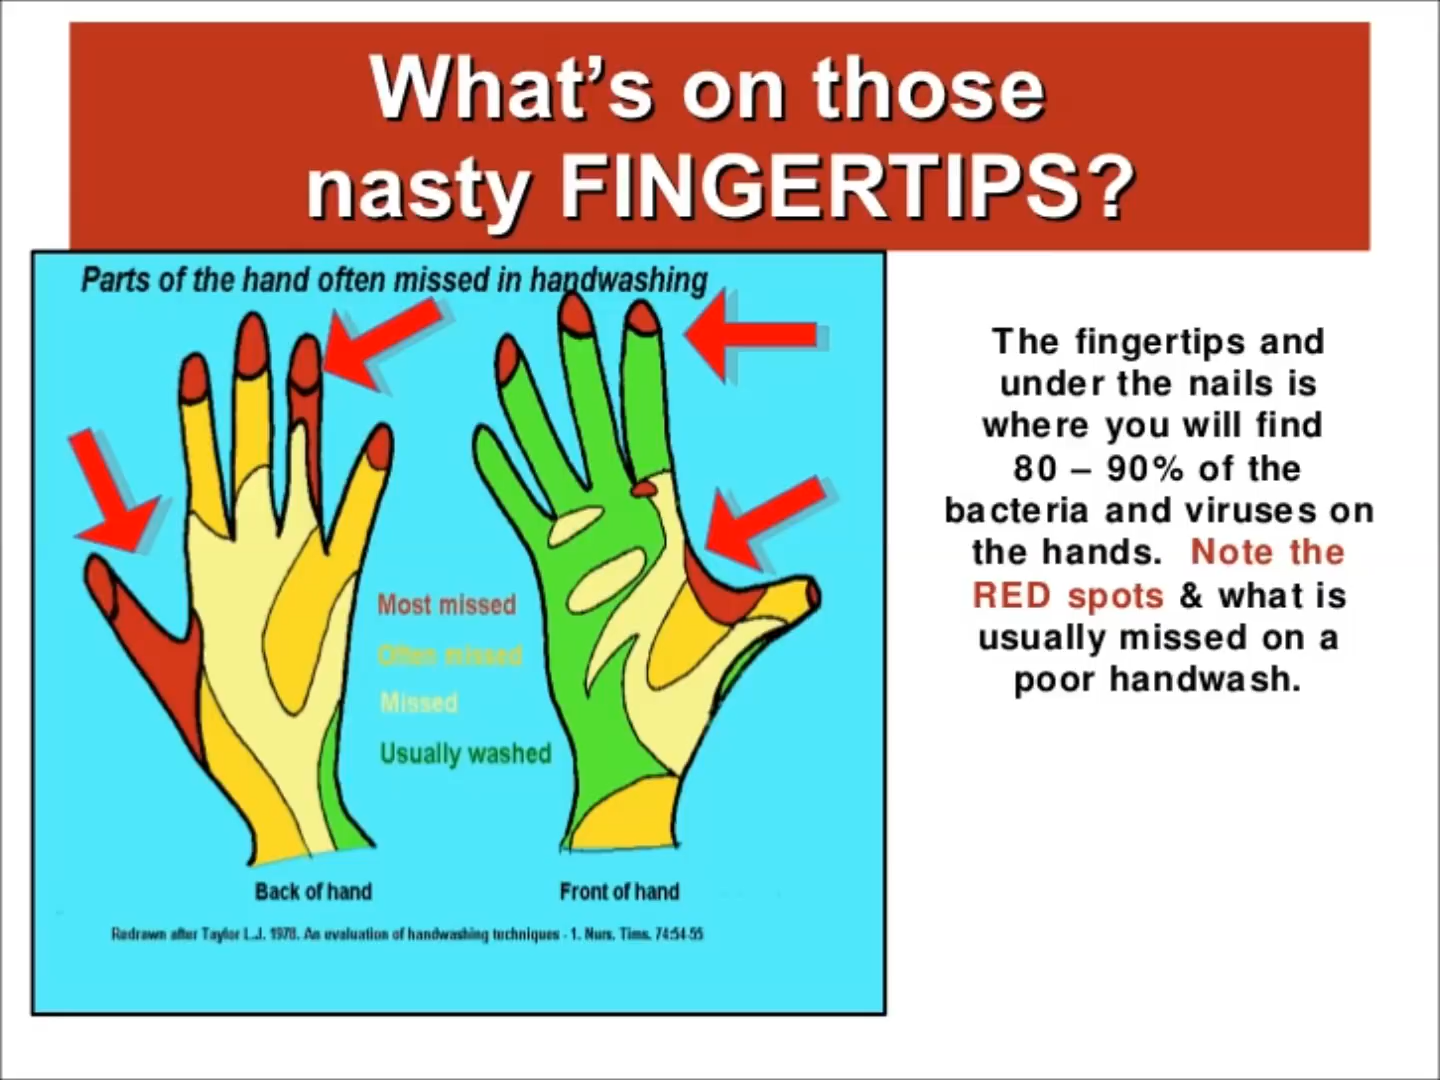 What's on those
nasty FINGERTIPS?
Parts of the hand often missed in handwashing
Most missed
Often missed
Missed
Usually washed
Back of hand
Front of hand
Redrawn after Taylor L.J. 1978. An evaluation of handwashing techniques - 1. Nurs. Tims. 74:54-55
The fingertips and
under the nails is
where you will find
80 – 90% of the
bacteria and viruses on
the hands. Note the
RED spots & what is
usually missed on a
poor handwash.